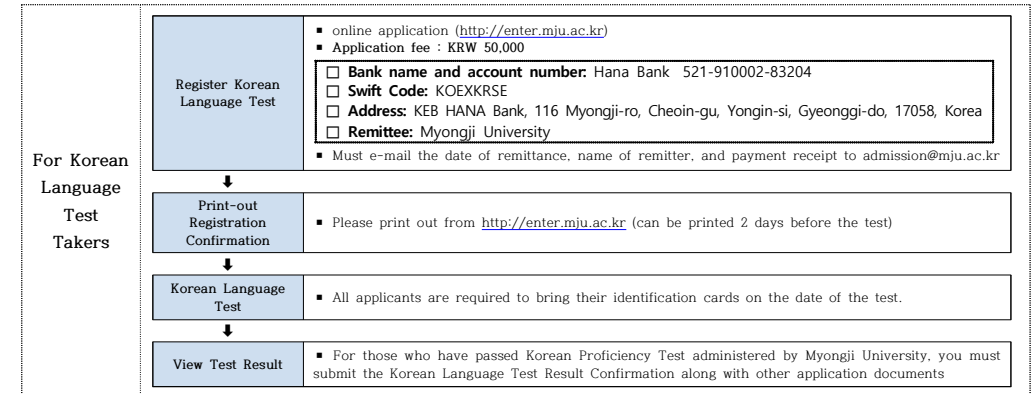 For Korean
Language
Test
Takers
Register Korean
Language Test
▪ online application (http://enter.mju.ac.kr)
▪ Application fee : KRW 50,000
□ Bank name and account number: Hana Bank 521-910002-83204
□ Swift Code: KOEXKRSE
□ Address: KEB HANA Bank, 116 Myongji-ro, Cheoin-gu, Yongin-si, Gyeonggi-do, 17058, Korea
□ Remittee: Myongji University
▪ Must e-mail the date of remittance, name of remitter, and payment receipt to admission@mju.ac.kr
⬇
Print-out
Registration
Confirmation
▪ Please print out from http://enter.mju.ac.kr (can be printed 2 days before the test)
⬇
Korean Language
Test
▪ All applicants are required to bring their identification cards on the date of the test.
⬇
View Test Result
▪ For those who have passed Korean Proficiency Test administered by Myongji University, you must
submit the Korean Language Test Result Confirmation along with other application documents